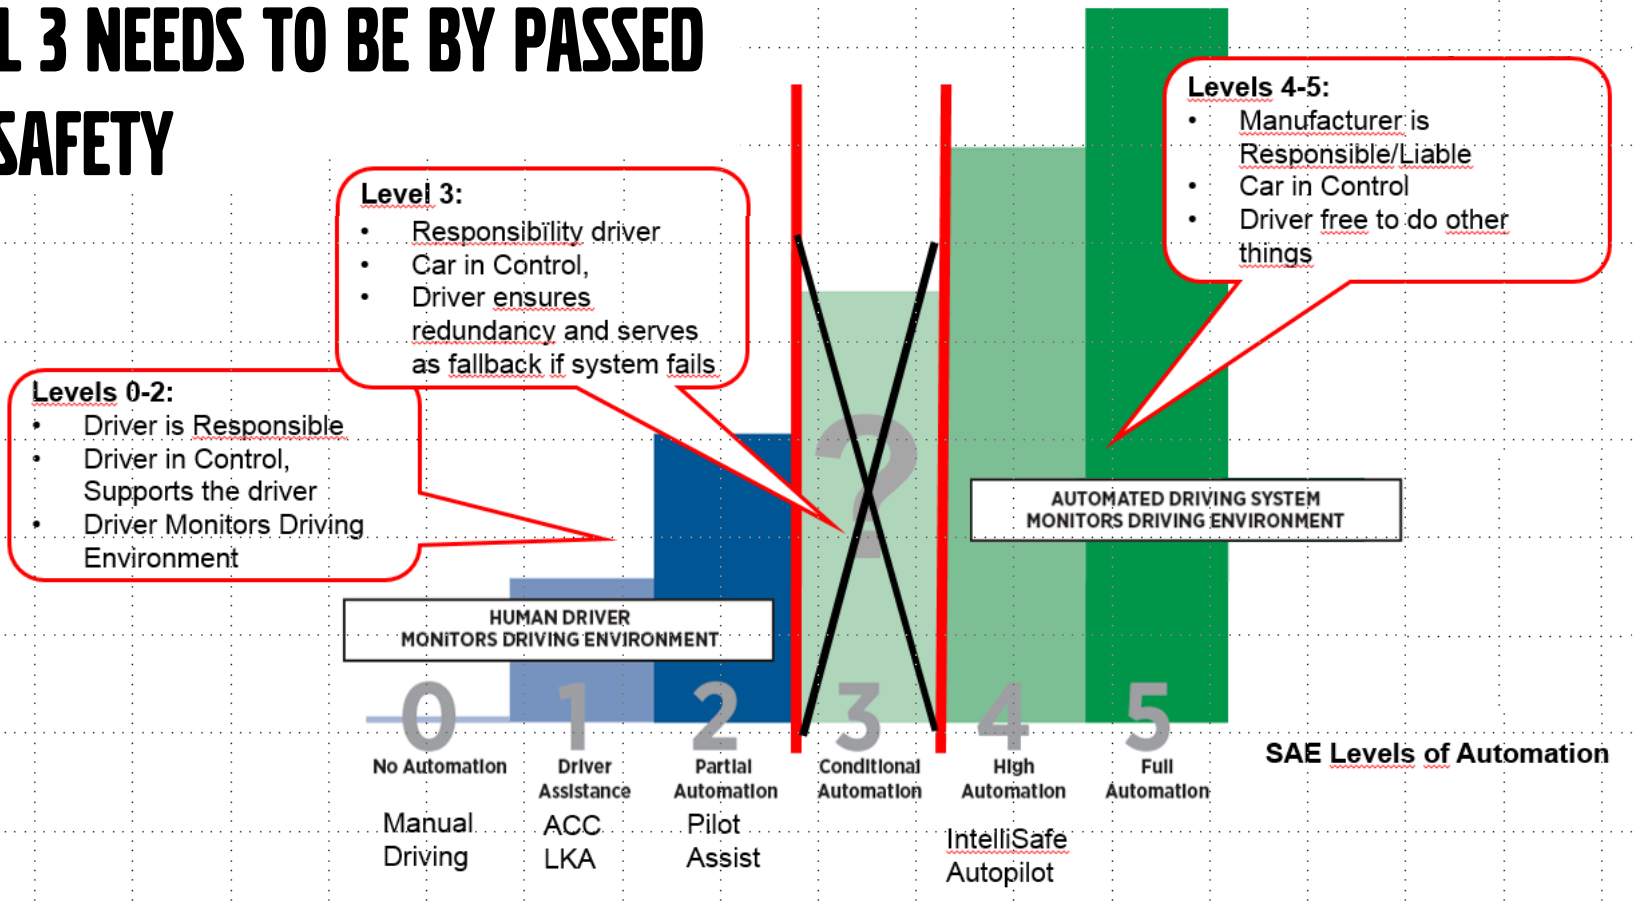 L 3 NEEDS TO BE BY PASSED
SAFETY
Levels 4-5:
• Manufacturer is
Responsible/Liable
• Car in Control
• Driver free to do other
things
Level 3:
• Responsibility driver
• Car in Control,
• Driver ensures
redundancy and serves
as fallback if system fails
Levels 0-2:
• Driver is Responsible
• Driver in Control,
Supports the driver
• Driver Monitors Driving
Environment
?
AUTOMATED DRIVING SYSTEM
MONITORS DRIVING ENVIRONMENT
HUMAN DRIVER
MONITORS DRIVING ENVIRONMENT
0 1 2 3 4 5
No Automation
Driver
Assistance
Partial
Automation
Conditional
Automation
High
Automation
Full
Automation
SAE Levels of Automation
Manual
Driving
ACC
LKA
Pilot
Assist
IntelliSafe
Autopilot